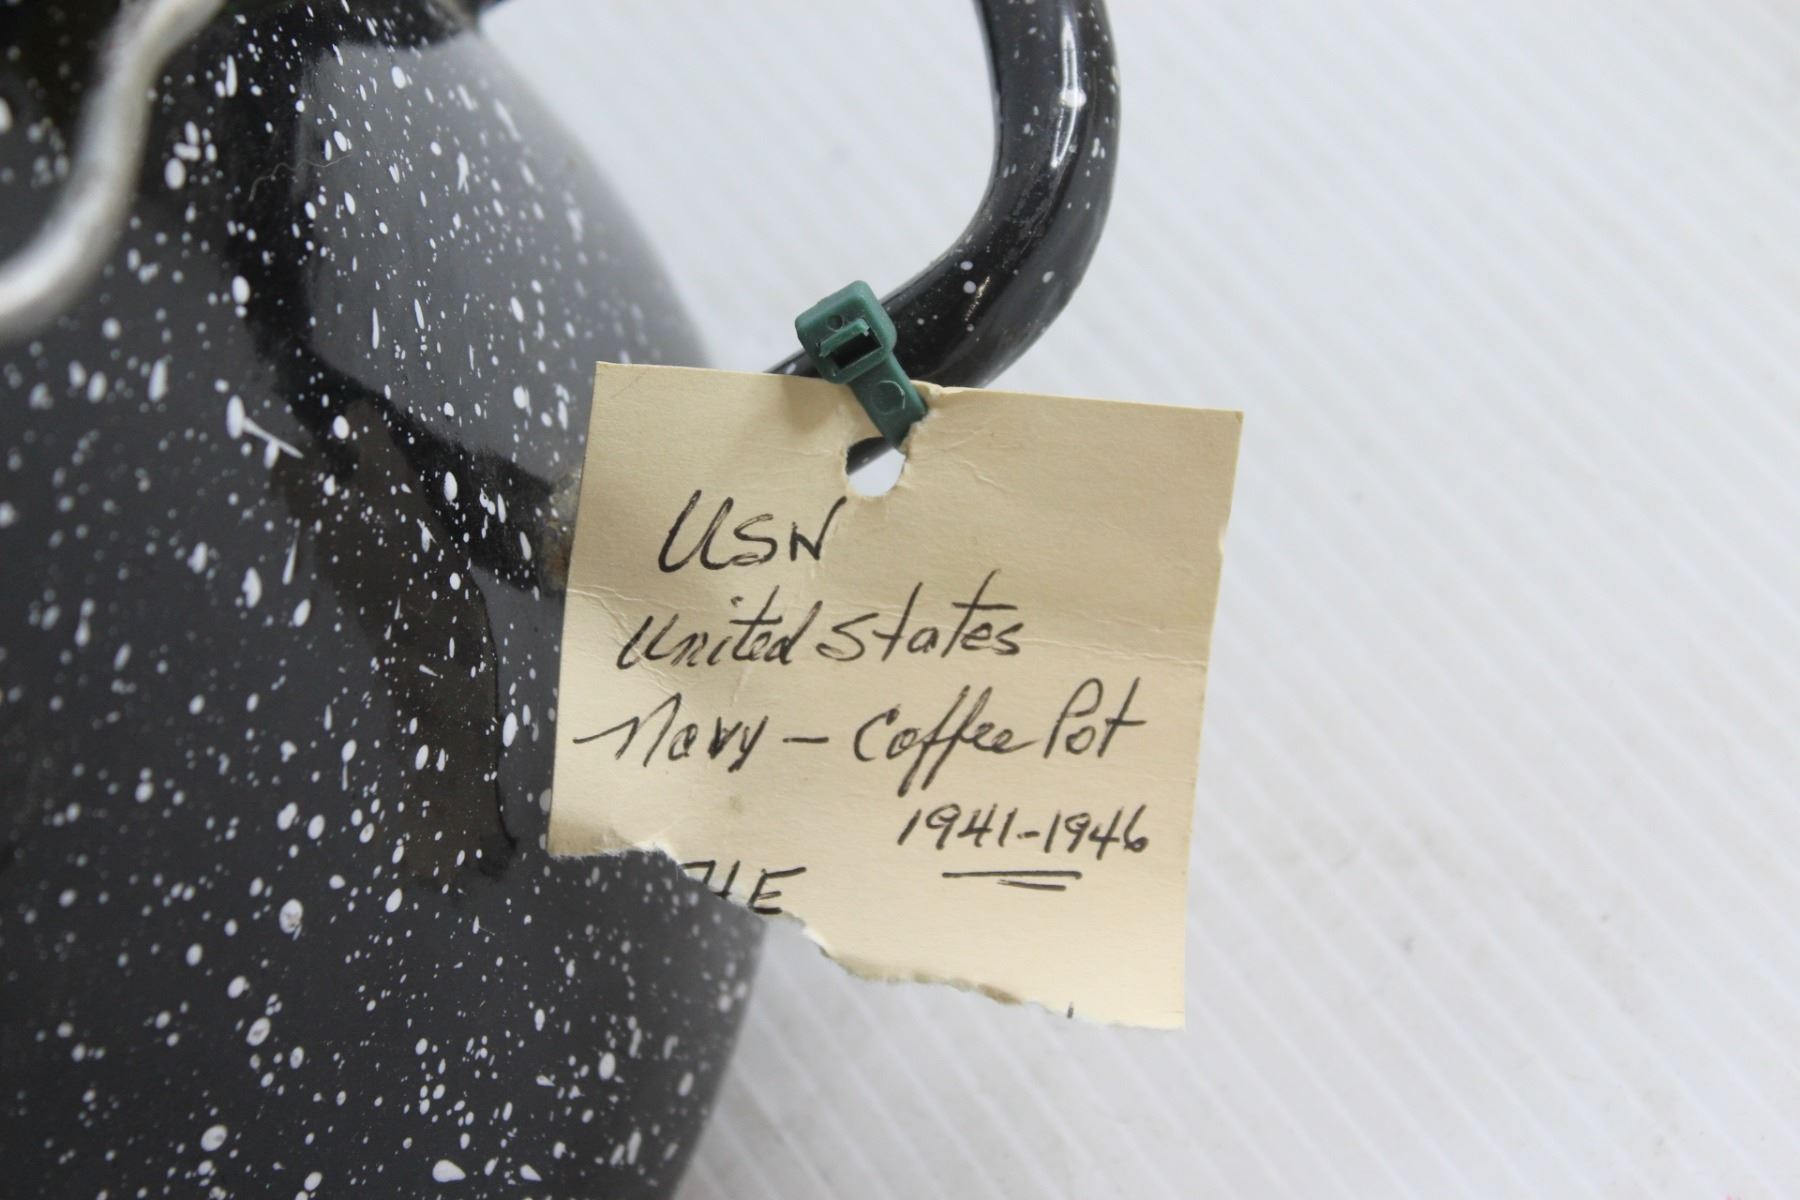 USN
United States
Navy - Coffee Pot
1941-1946